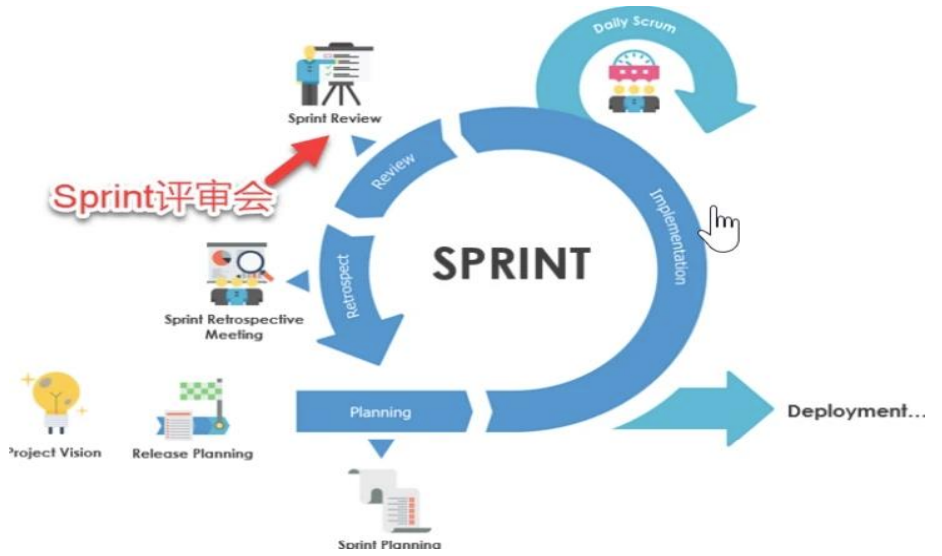 Daily Scrum
Sprint Review
Sprint评审会
Review
Implementation
SPRINT
Retrospect
Sprint Retrospective
Meeting
Planning
Deployment...
Project Vision
Release Planning
Sprint Planning